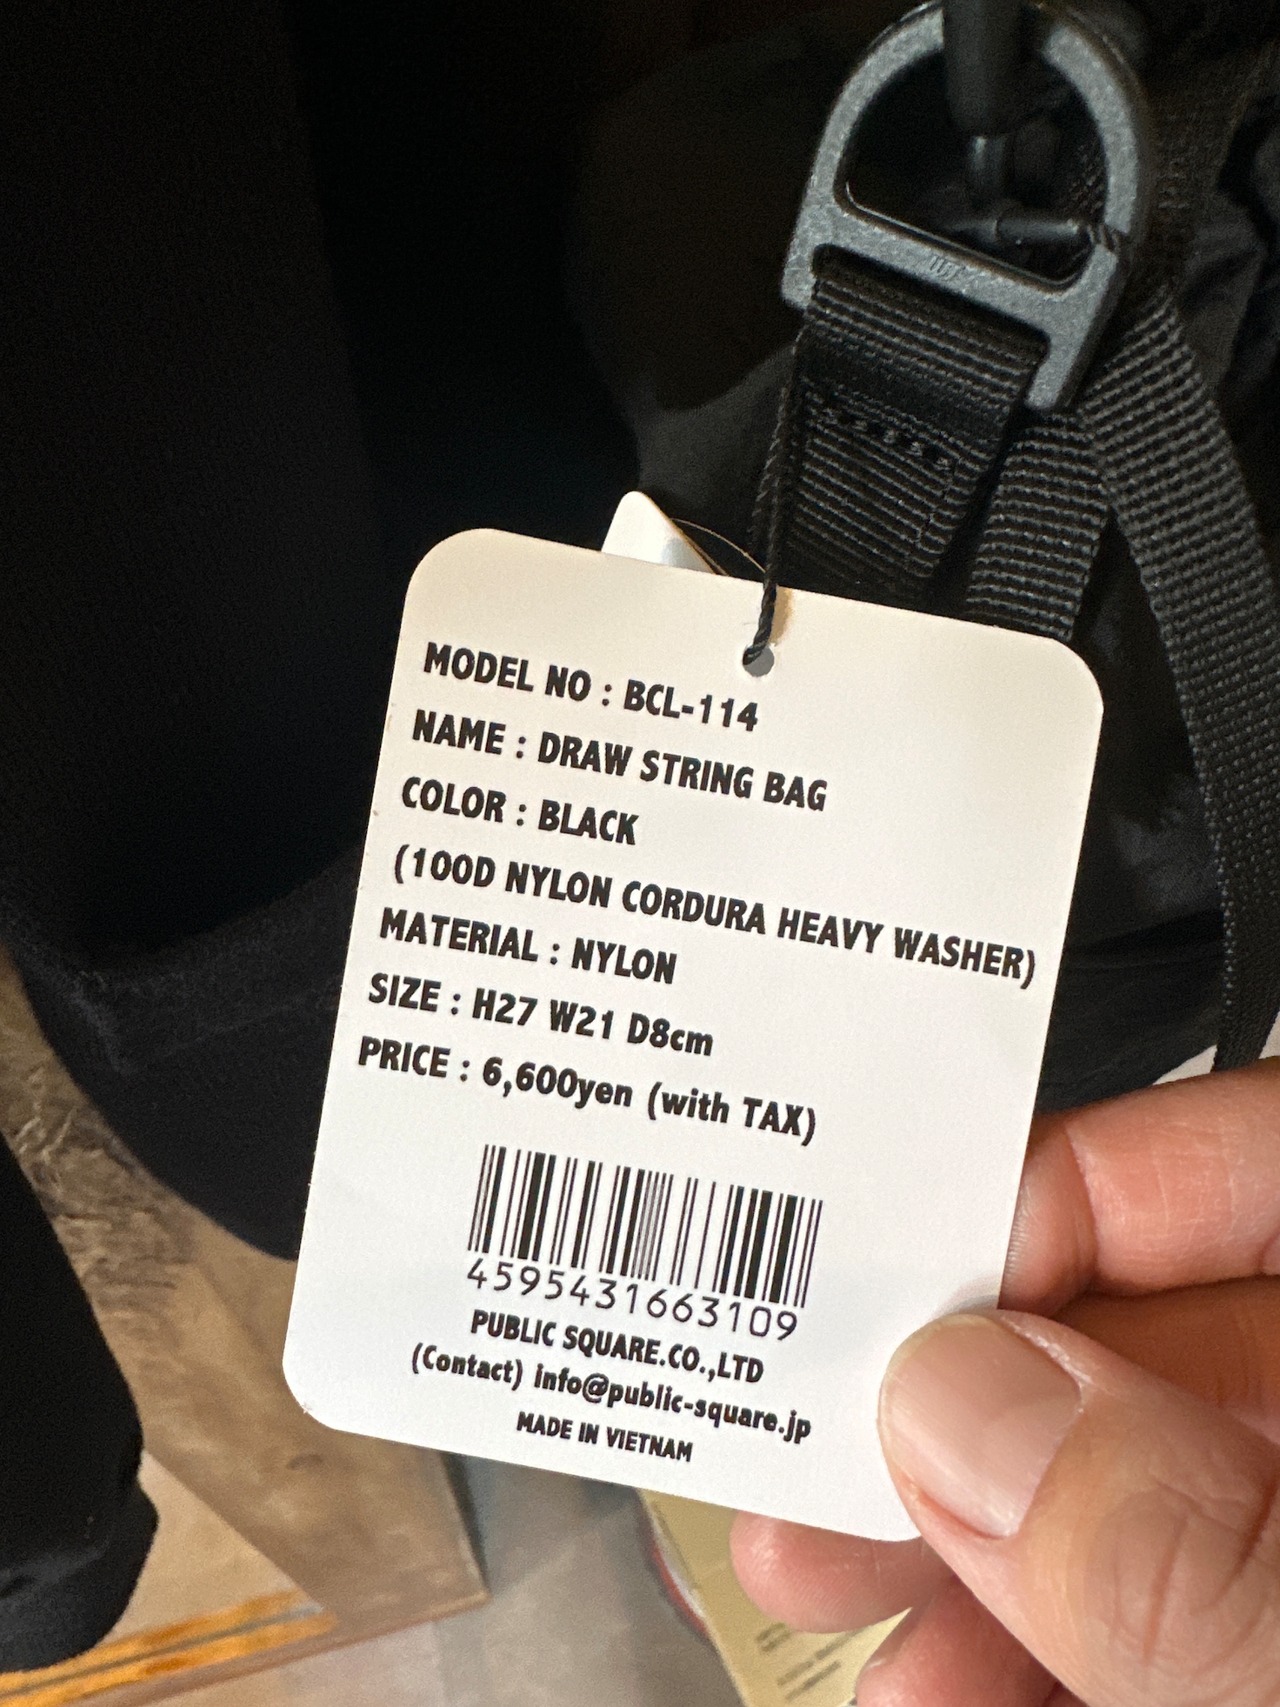 MODEL NO : BCL-114
NAME : DRAW STRING BAG
COLOR : BLACK
(100D NYLON CORDURA HEAVY WASHER)
MATERIAL : NYLON
SIZE : H27 W21 D8cm
PRICE : 6,600yen (with TAX)
4595431663109
PUBLIC SQUARE.CO.,LTD
(Contact) info@public-square.jp
MADE IN VIETNAM